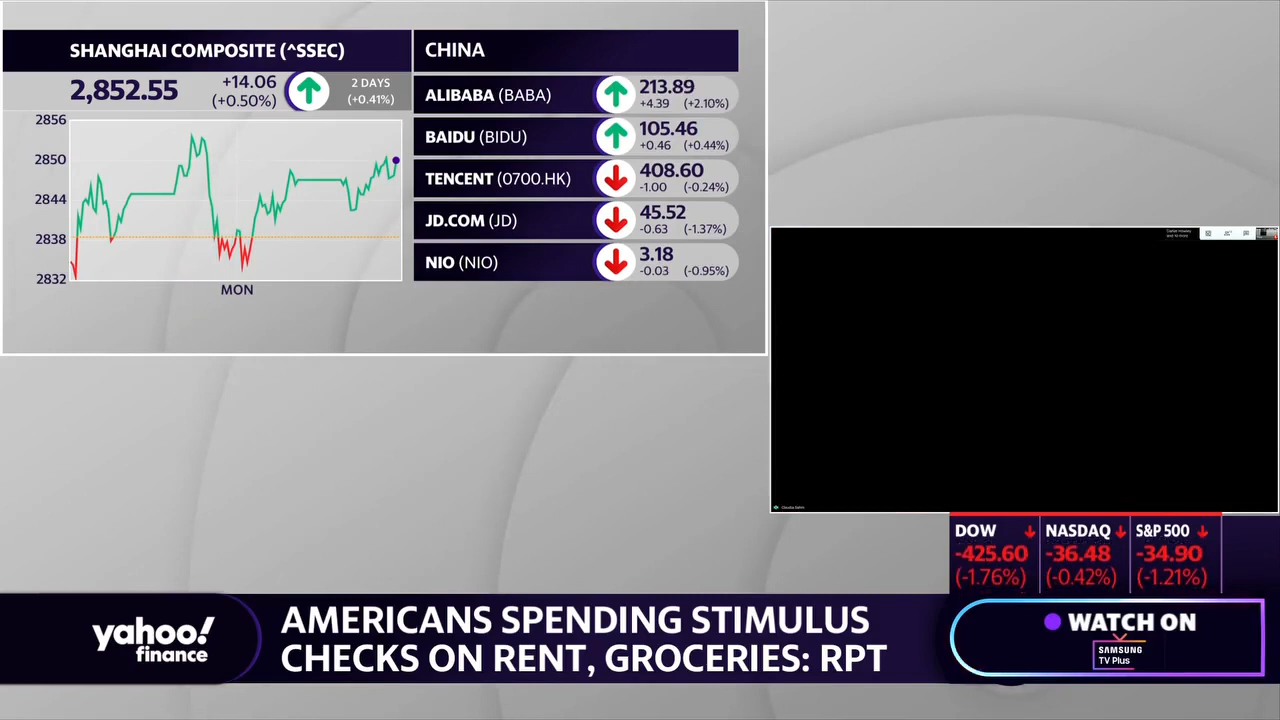 SHANGHAI COMPOSITE (^SSEC)
2,852.55
+14.06
(+0.50%)
2 DAYS
(+0.41%)
2856
2850
2844
2838
2832
MON
CHINA
ALIBABA (BABA)
213.89
+4.39 (+2.10%)
BAIDU (BIDU)
105.46
+0.46 (+0.44%)
TENCENT (0700.HK)
408.60
-1.00 (-0.24%)
JD.COM (JD)
45.52
-0.63 (-1.37%)
NIO (NIO)
3.18
-0.03 (-0.95%)
DOW
-425.60
(-1.76%)
NASDAQ
-36.48
(-0.42%)
S&P 500
-34.90
(-1.21%)
yahoo!
finance
AMERICANS SPENDING STIMULUS
CHECKS ON RENT, GROCERIES: RPT
WATCH ON
SAMSUNG
TV Plus